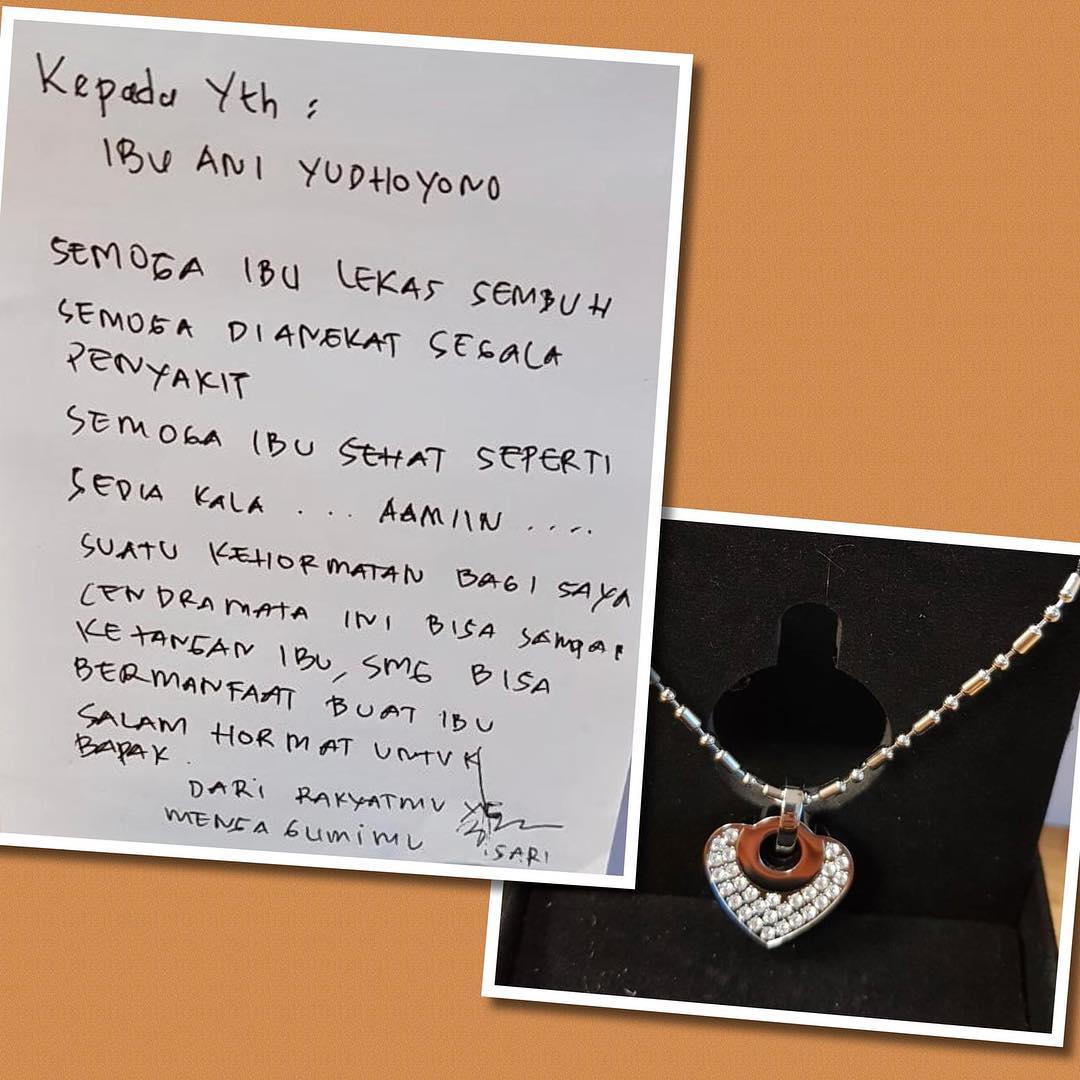 Kepada Yth :
IBU ANI YUDHOYONO
SEMOGA IBU LEKAS SEMBUH
SEMOGA DIANGKAT SEGALA
PENYAKIT
SEMOGA IBU SEHAT SEPERTI
SEDIA KALA ... AAMIIN ....
SUATU KEHORMATAN BAGI SAYA
CENDRAMATA INI BISA SAMPAI
KETANGAN IBU, SMG BISA
BERMANFAAT BUAT IBU
SALAM HORMAT UNTUK
BAPAK.
DARI RAKYATMU YG
MENGAGUMIMU
SARI